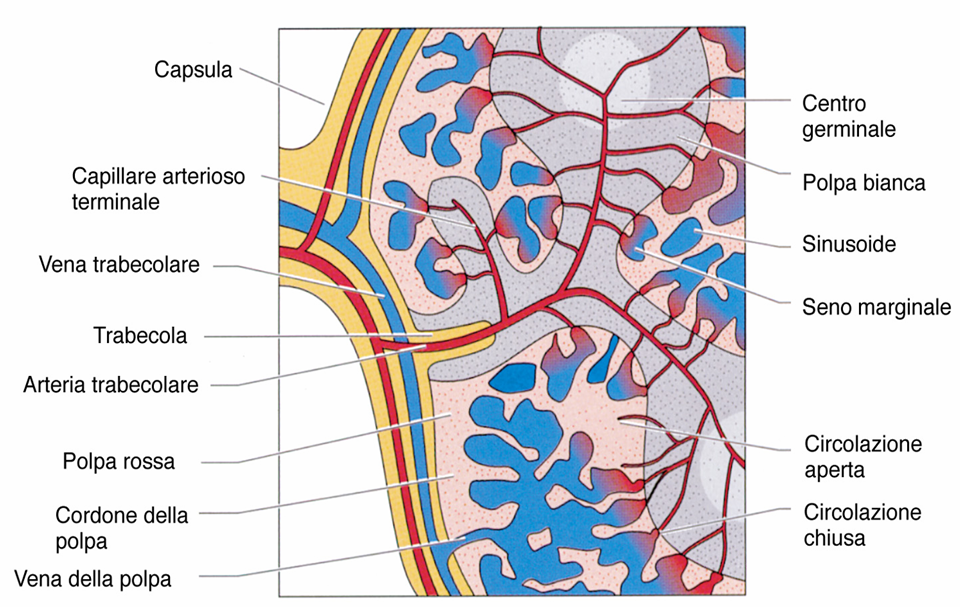 Capsula
Capillare arterioso
terminale
Vena trabecolare
Trabecola
Arteria trabecolare
Polpa rossa
Cordone della
polpa
Vena della polpa
Centro
germinale
Polpa bianca
Sinusoide
Seno marginale
Circolazione
aperta
Circolazione
chiusa